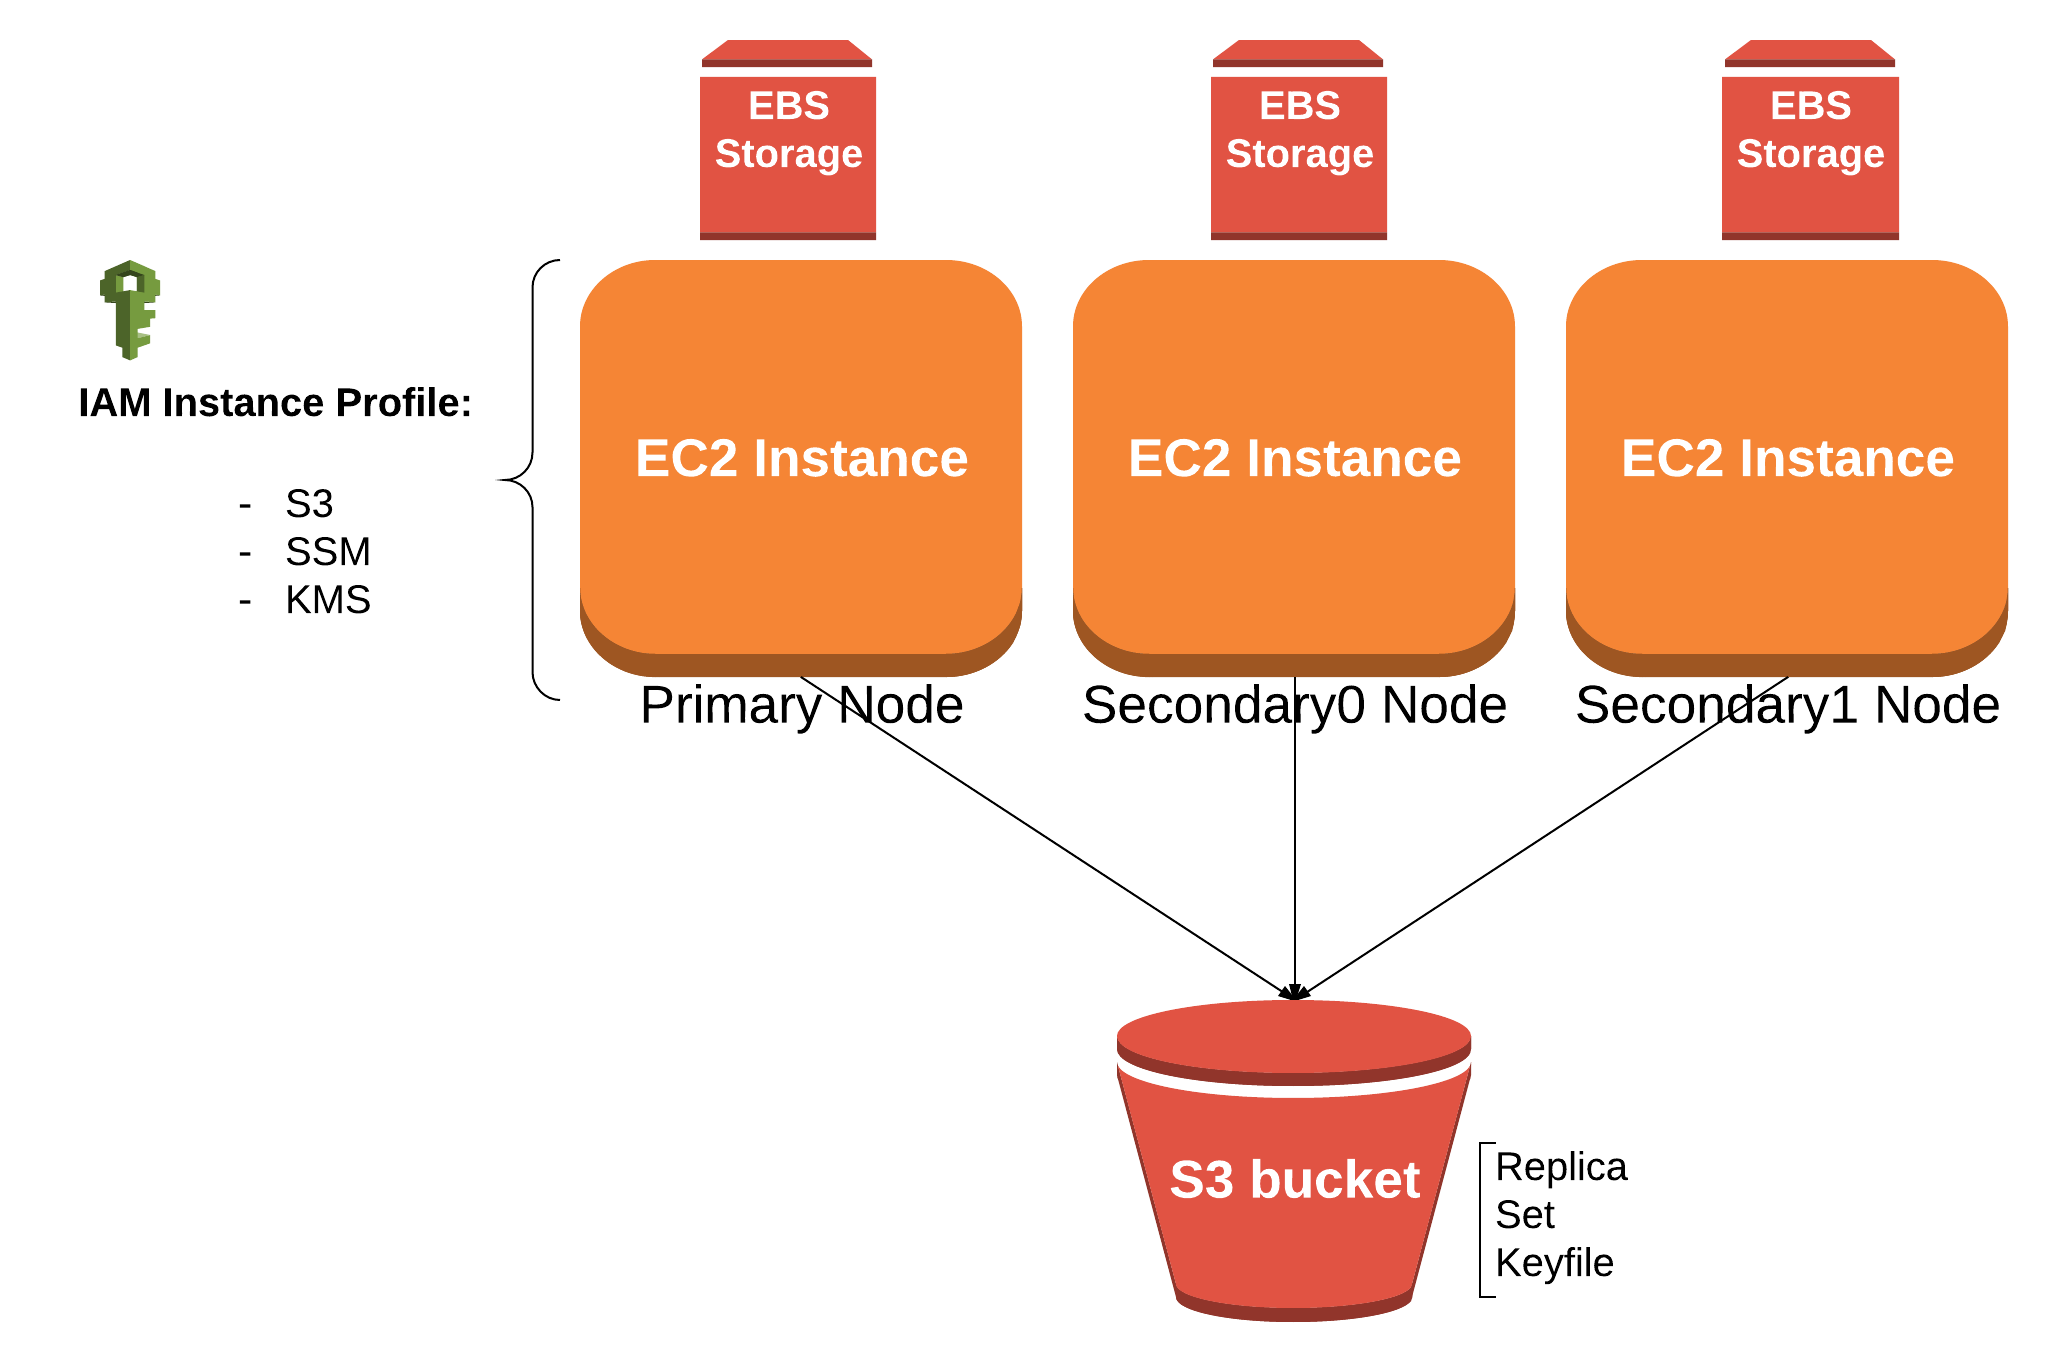 EBS
Storage
EBS
Storage
EBS
Storage
IAM Instance Profile:
- S3
- SSM
- KMS
EC2 Instance
EC2 Instance
EC2 Instance
Primary Node
Secondary0 Node
Secondary1 Node
S3 bucket
Replica
Set
Keyfile